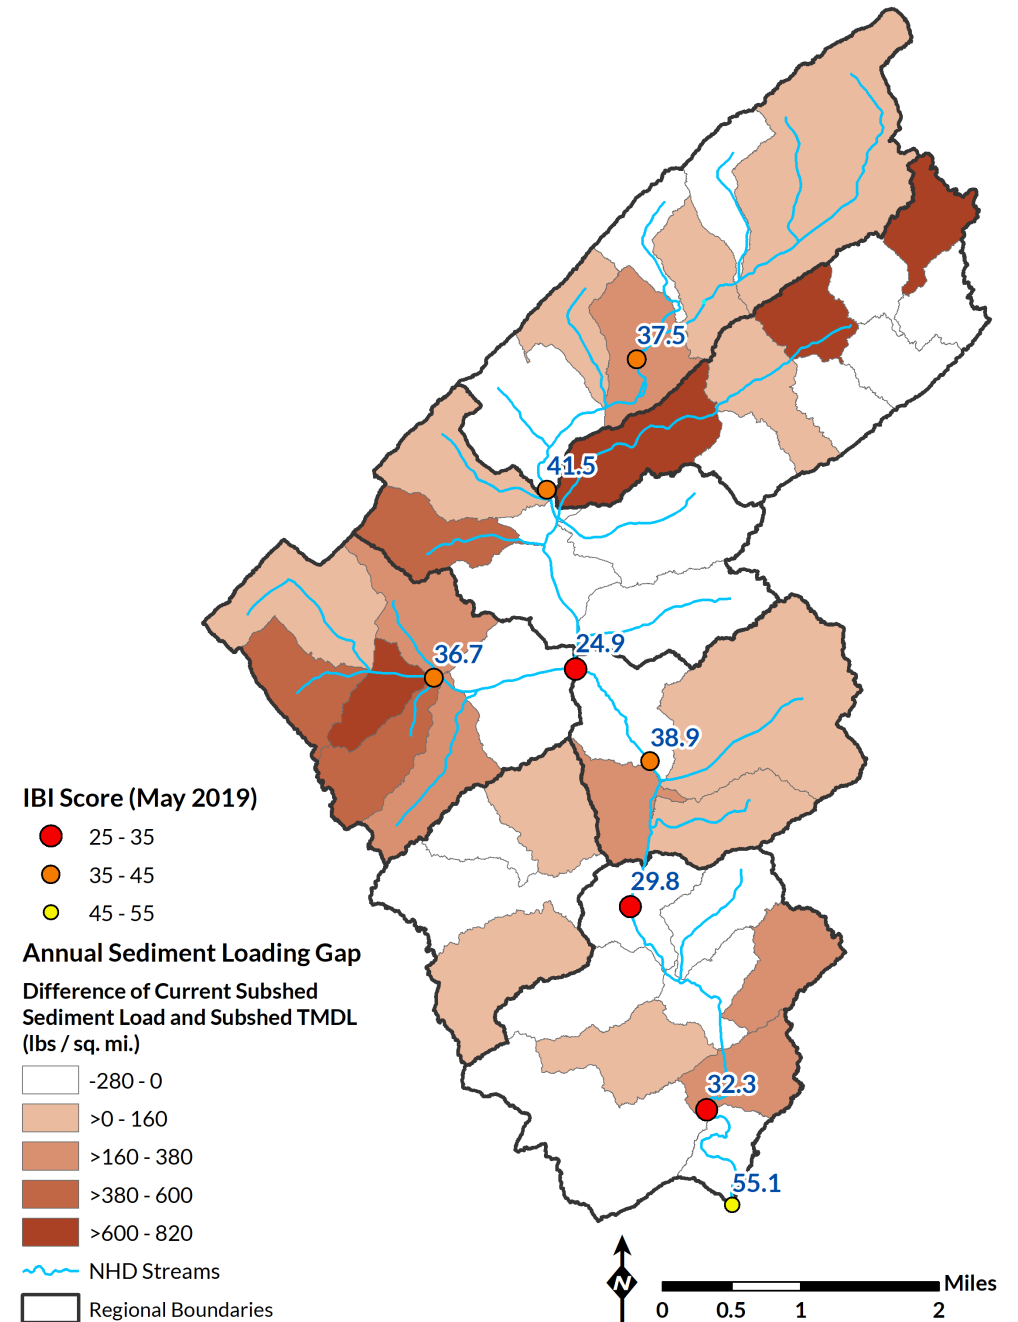 37.5
41.5
24.9
36.7
38.9
29.8
32.3
55.1
IBI Score (May 2019)
25 - 35
35 - 45
45 - 55
Annual Sediment Loading Gap
Difference of Current Subshed
Sediment Load and Subshed TMDL
(lbs / sq. mi.)
-280 - 0
>0 - 160
>160 - 380
>380 - 600
>600 - 820
NHD Streams
Regional Boundaries
N
Miles
0 0.5 1 2